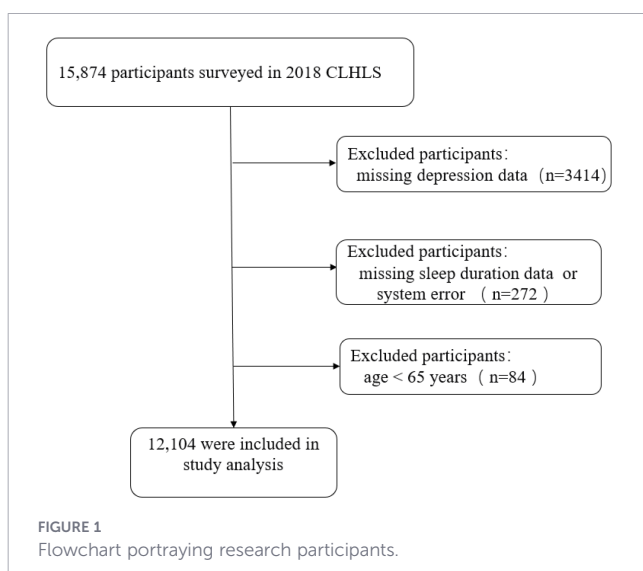 15,874 participants surveyed in 2018 CLHLS
Excluded participants:
missing depression data (n=3414)
Excluded participants:
missing sleep duration data or
system error ( n=272 )
Excluded participants:
age < 65 years ( n=84 )
12,104 were included in
study analysis
FIGURE 1
Flowchart portraying research participants.